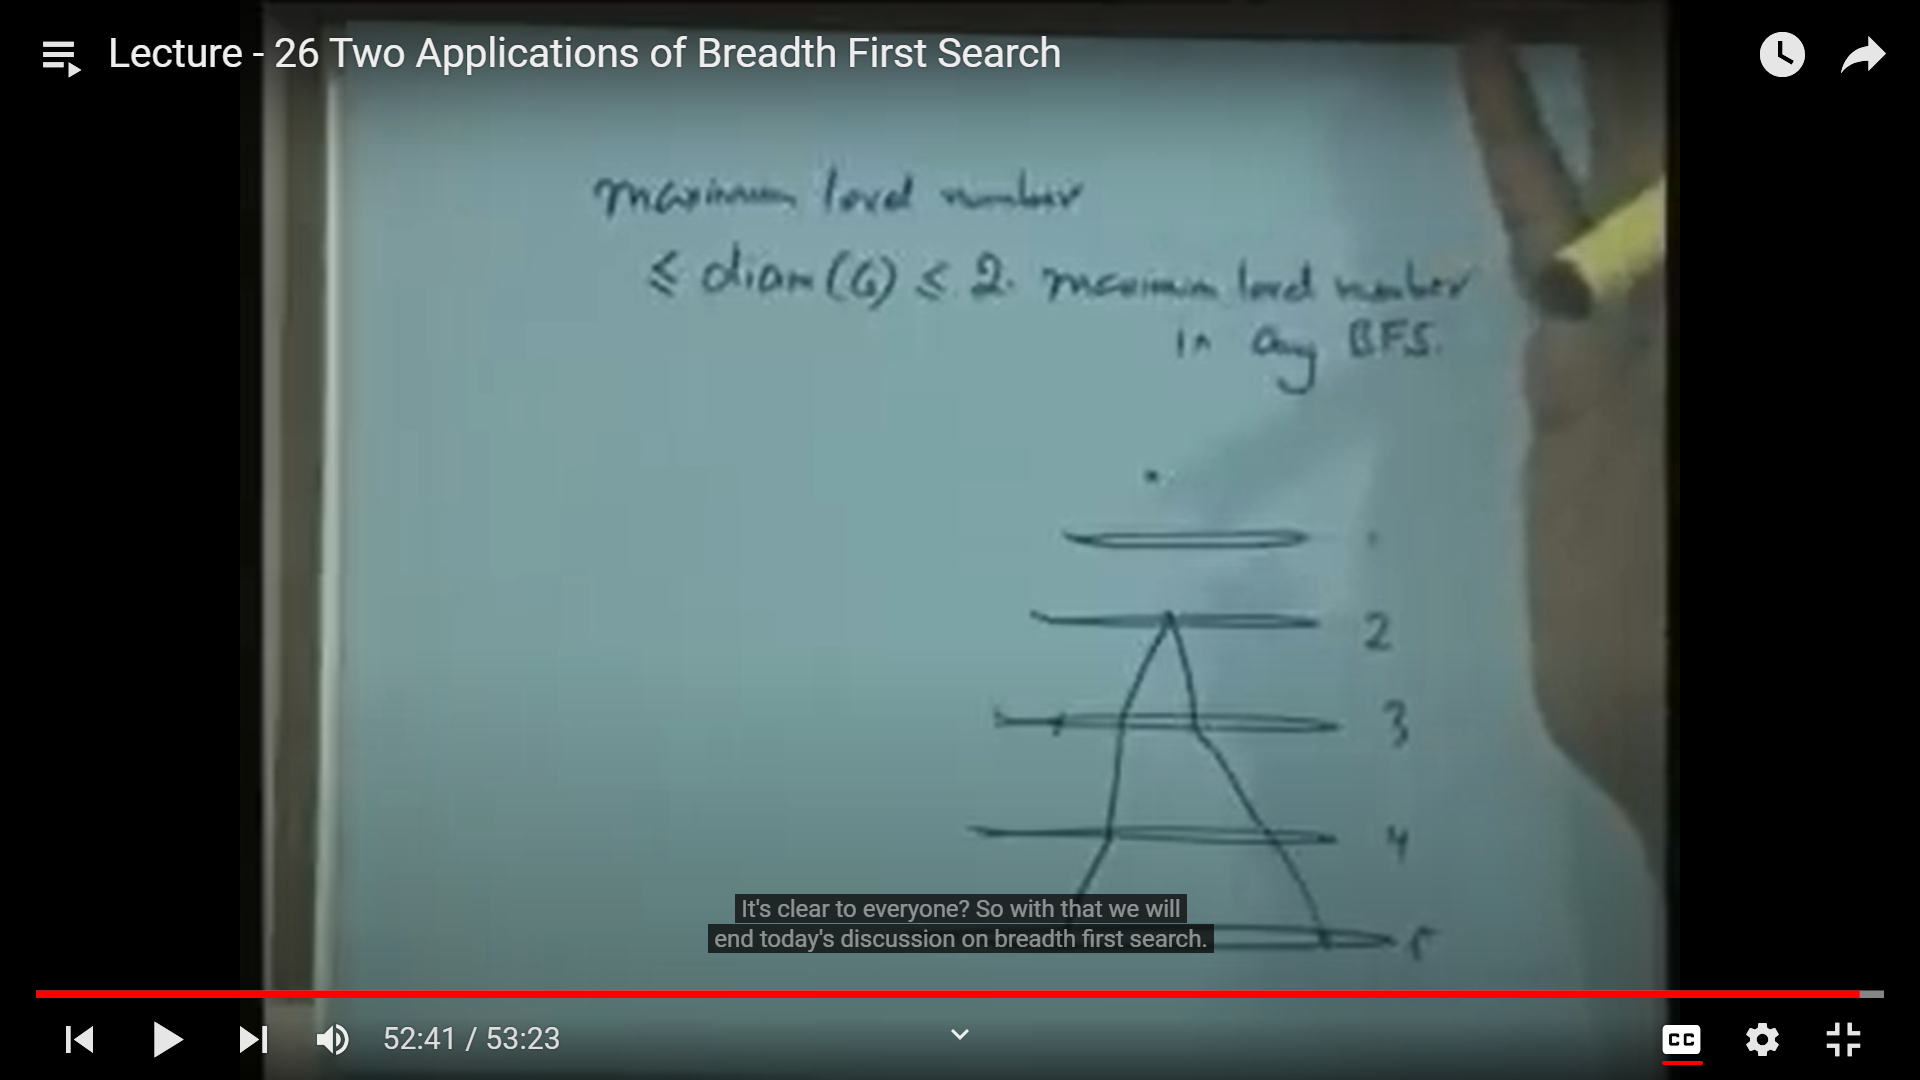 Lecture - 26 Two Applications of Breadth First Search
maximum level number
≤ diam(G) ≤ 2. maximum level number
in any BFS.
1
2
3
4
5
It's clear to everyone? So with that we will
end today's discussion on breadth first search.
52:41 / 53:23
CC